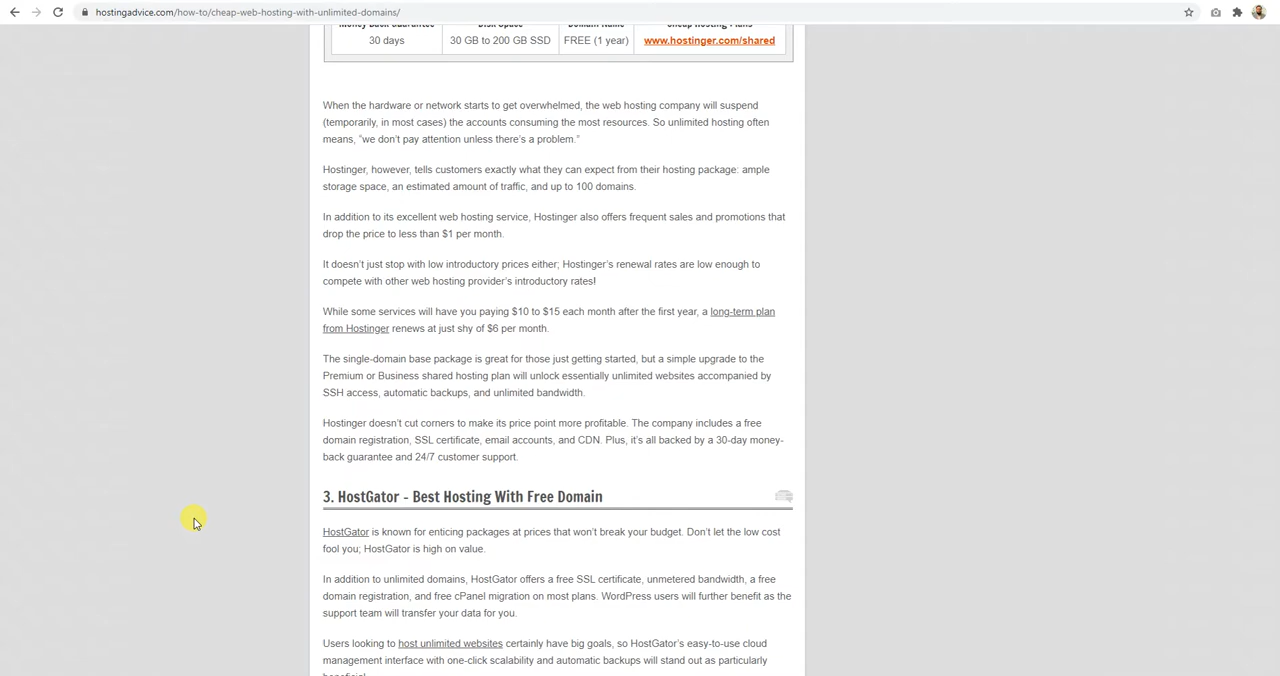 hostingadvice.com/how-to/cheap-web-hosting-with-unlimited-domains/
Money Back Guarantee Disk Space Domain Name Cheap Hosting Plans
30 days 30 GB to 200 GB SSD FREE (1 year) www.hostinger.com/shared
When the hardware or network starts to get overwhelmed, the web hosting company will suspend
(temporarily, in most cases) the accounts consuming the most resources. So unlimited hosting often
means, “we don’t pay attention unless there’s a problem.”
Hostinger, however, tells customers exactly what they can expect from their hosting package: ample
storage space, an estimated amount of traffic, and up to 100 domains.
In addition to its excellent web hosting service, Hostinger also offers frequent sales and promotions that
drop the price to less than $1 per month.
It doesn’t just stop with low introductory prices either; Hostinger’s renewal rates are low enough to
compete with other web hosting provider’s introductory rates!
While some services will have you paying $10 to $15 each month after the first year, a long-term plan
from Hostinger renews at just shy of $6 per month.
The single-domain base package is great for those just getting started, but a simple upgrade to the
Premium or Business shared hosting plan will unlock essentially unlimited websites accompanied by
SSH access, automatic backups, and unlimited bandwidth.
Hostinger doesn’t cut corners to make its price point more profitable. The company includes a free
domain registration, SSL certificate, email accounts, and CDN. Plus, it’s all backed by a 30-day money-
back guarantee and 24/7 customer support.
3. HostGator - Best Hosting With Free Domain
HostGator is known for enticing packages at prices that won’t break your budget. Don’t let the low cost
fool you; HostGator is high on value.
In addition to unlimited domains, HostGator offers a free SSL certificate, unmetered bandwidth, a free
domain registration, and free cPanel migration on most plans. WordPress users will further benefit as the
support team will transfer your data for you.
Users looking to host unlimited websites certainly have big goals, so HostGator’s easy-to-use cloud
management interface with one-click scalability and automatic backups will stand out as particularly
beneficial.